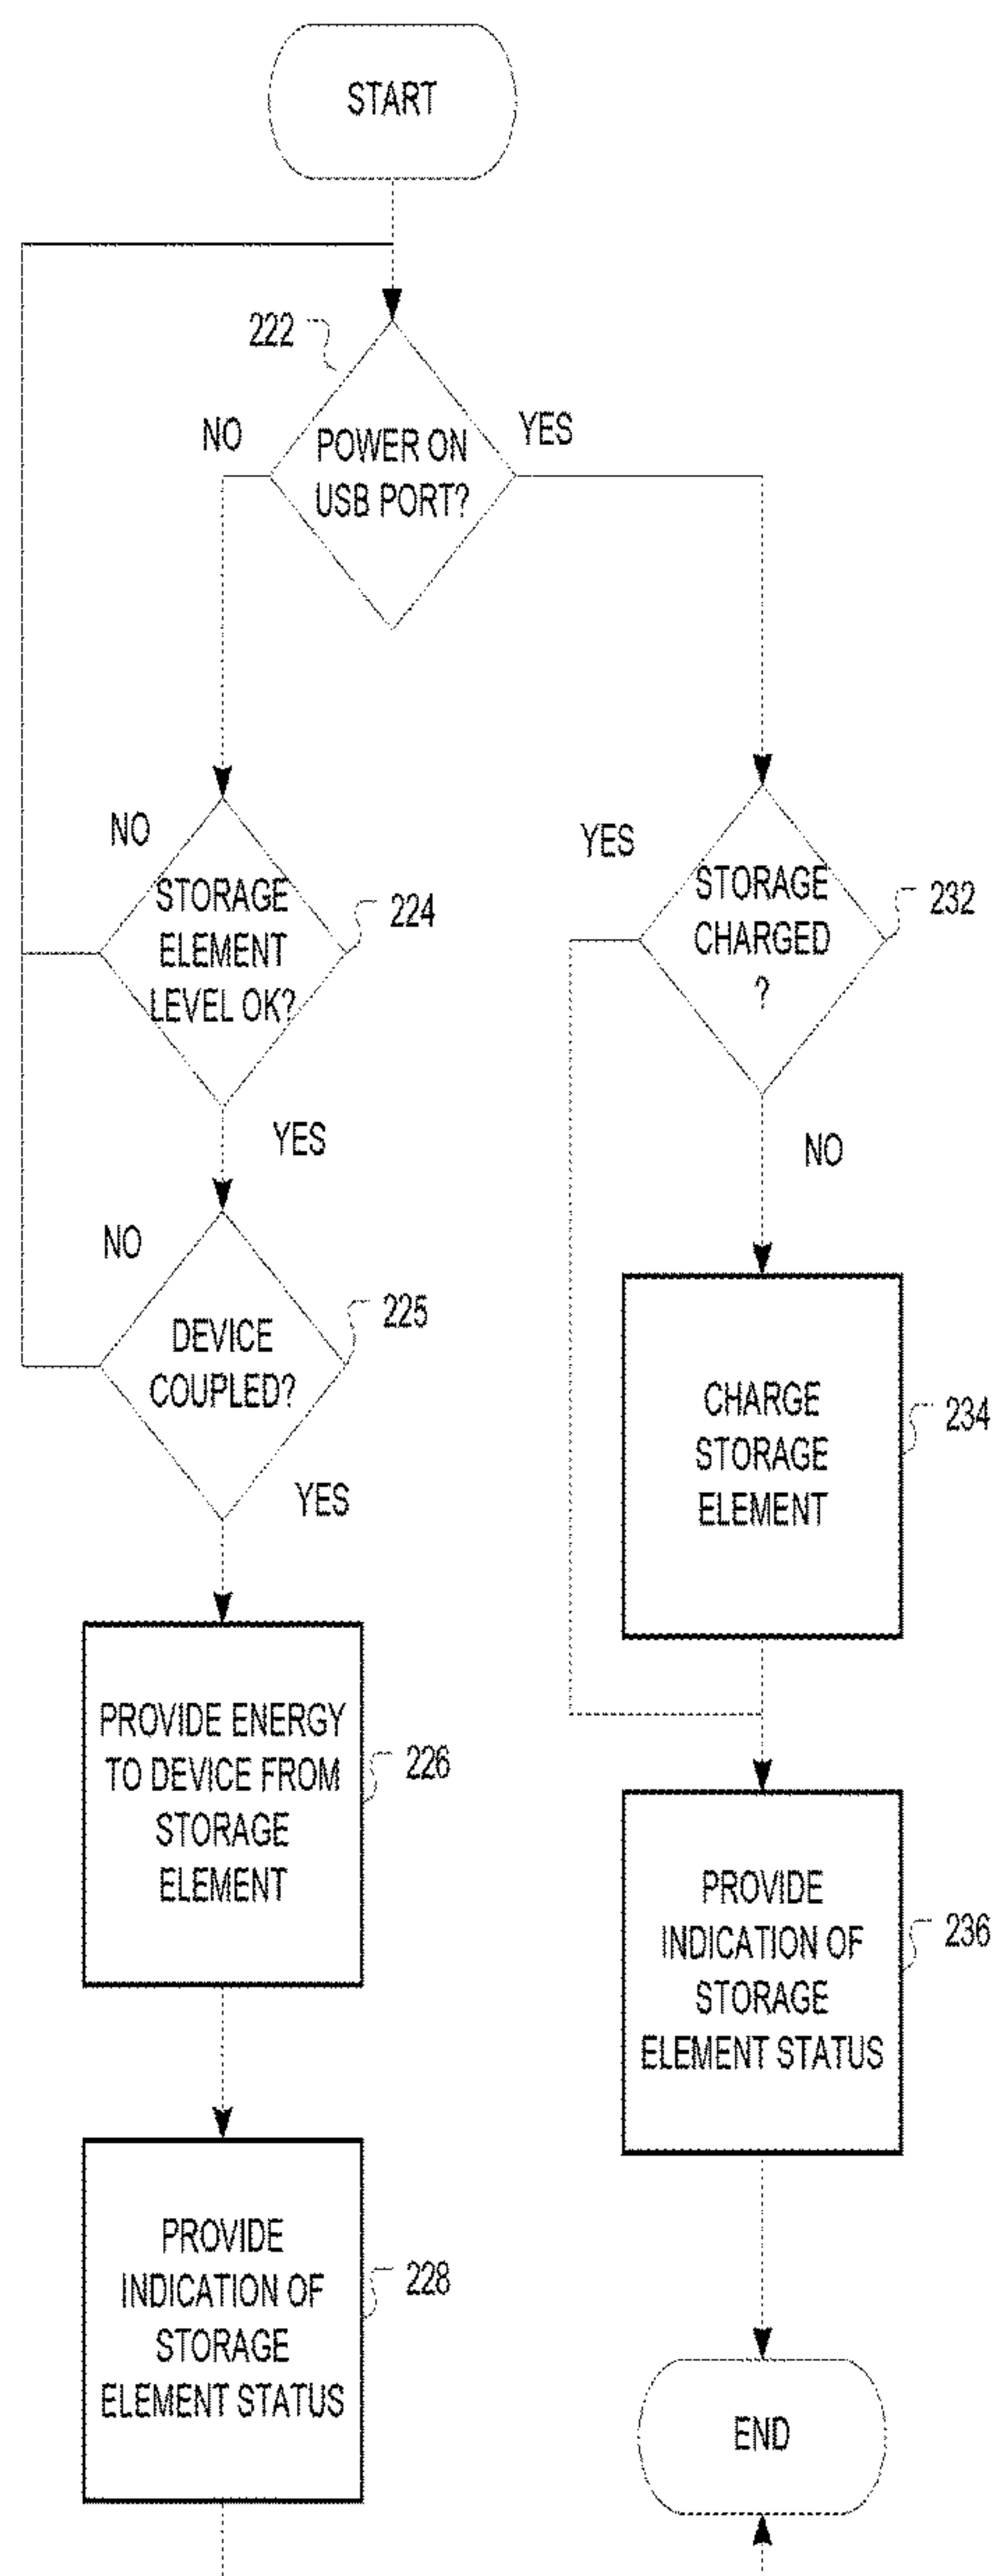 START
222
NO
YES
POWER ON
USB PORT?
NO
STORAGE
ELEMENT
LEVEL OK?
224
YES
YES
STORAGE
CHARGED
?
232
NO
NO
DEVICE
COUPLED?
225
YES
CHARGE
STORAGE
ELEMENT
234
PROVIDE ENERGY
TO DEVICE FROM
STORAGE
ELEMENT
226
PROVIDE
INDICATION OF
STORAGE
ELEMENT STATUS
236
PROVIDE
INDICATION OF
STORAGE
ELEMENT STATUS
228
END